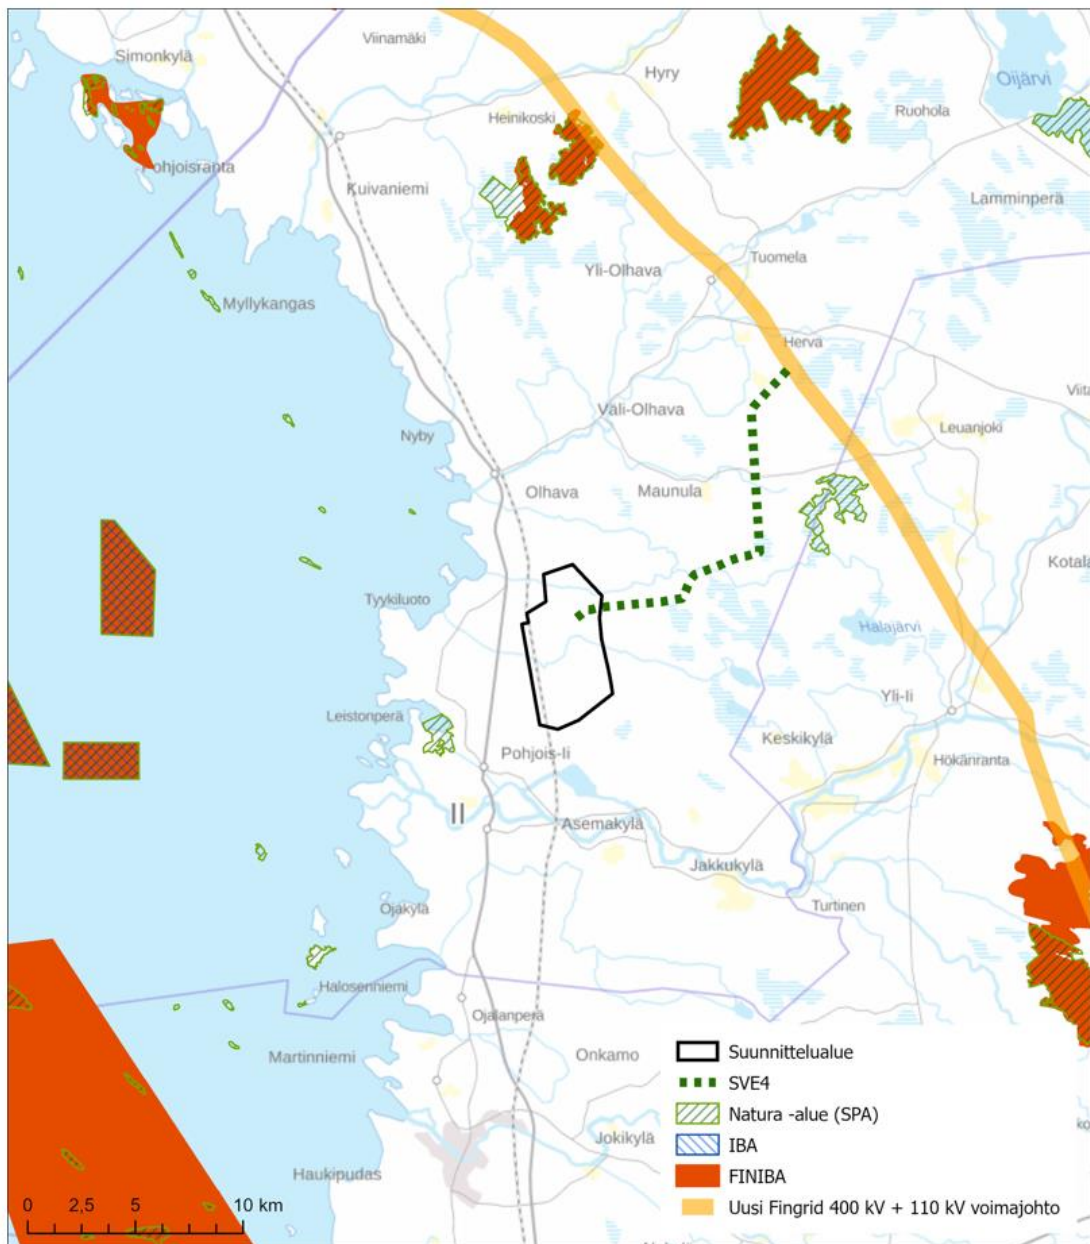 Viinamäki
Simonkylä
Hyry
Oijärvi
Ruohola
Heinikoski
Pohjoisranta
Kuivaniemi
Lamminperä
Tuomela
Yli-Olhava
Myllykangas
Herva
Viita
Väli-Olhava
Leuanjoki
Nyby
Olhava
Maunula
Kotala
Tyykiluoto
Halajärvi
Yli-Ii
Leistonperä
Keskikylä
Pohjois-Ii
Hökänranta
II
Asemakylä
Jakkukylä
Turtinen
Ojakylä
Halosenniemi
Ojalanperä
Martinniemi
Onkamo
Jokikylä
Haukipudas
Suunnittelualue
SVE4
Natura -alue (SPA)
IBA
FINIBA
Uusi Fingrid 400 kV + 110 kV voimajohto
0 2,5 5 10 km